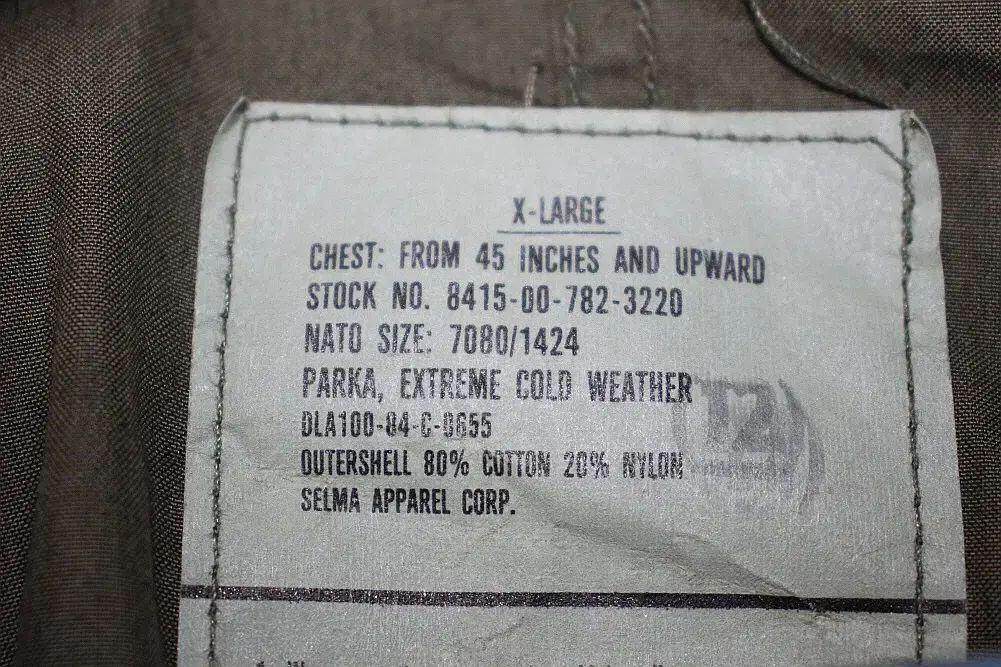 X-LARGE
CHEST: FROM 45 INCHES AND UPWARD
STOCK NO. 8415-00-782-3220
NATO SIZE: 7080/1424
PARKA, EXTREME COLD WEATHER
DLA100-84-C-0655
OUTERSHELL 80% COTTON 20% NYLON
SELMA APPAREL CORP.
12